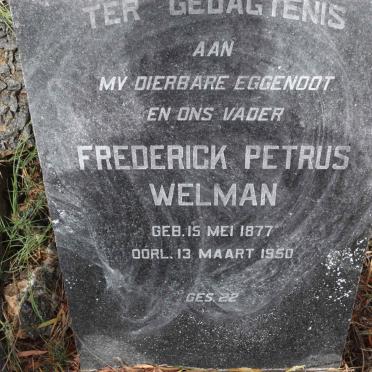 TER GEDAGTENIS
AAN
MY DIERBARE EGGENOOT
EN ONS VADER
FREDERICK PETRUS
WELMAN
GEB. 15 MEI 1877
OORL. 13 MAART 1950
GES. 22